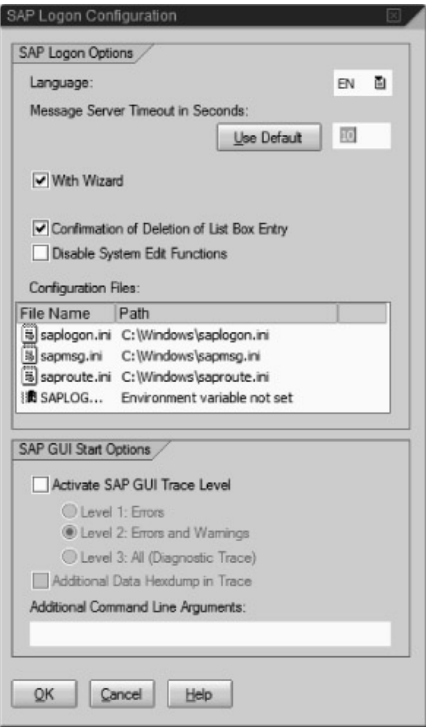 SAP Logon Configuration
SAP Logon Options
Language: EN
Message Server Timeout in Seconds:
Use Default 10
With Wizard
Confirmation of Deletion of List Box Entry
Disable System Edit Functions
Configuration Files:
File Name Path
saplogon.ini C:\Windows\saplogon.ini
sapmsg.ini C:\Windows\sapmsg.ini
saproute.ini C:\Windows\saproute.ini
SAPLOG... Environment variable not set
SAP GUI Start Options
Activate SAP GUI Trace Level
Level 1: Errors
Level 2: Errors and Warnings
Level 3: All (Diagnostic Trace)
Additional Data Hexdump in Trace
Additional Command Line Arguments:
OK Cancel Help